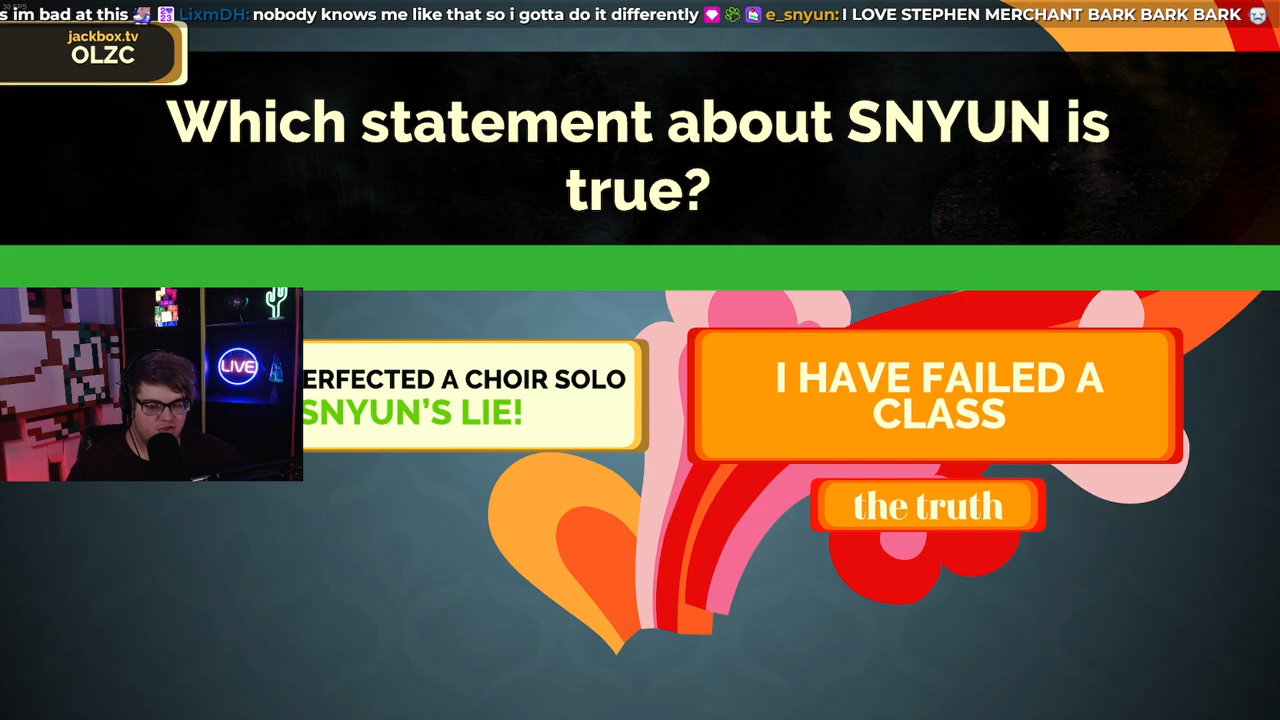 38 FPS
s im bad at this LixmDH: nobody knows me like that so i gotta do it differently e_snyun: ! LOVE STEPHEN MERCHANT BARK BARK BARK
jackbox.tv
OLZC
Which statement about SNYUN is
true?
LIVE
ERFECTED A CHOIR SOLO
SNYUN’S LIE!
I HAVE FAILED A
CLASS
the truth